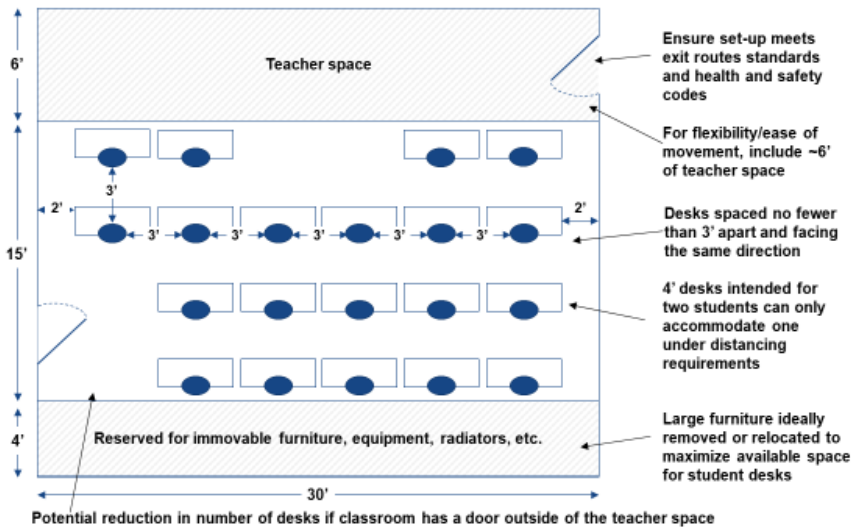 Teacher space
6'
Ensure set-up meets
exit routes standards
and health and safety
codes
For flexibility/ease of
movement, include ~6'
of teacher space
3'
2'
2'
3'
3'
3'
3'
3'
Desks spaced no fewer
than 3' apart and facing
the same direction
15'
4' desks intended for
two students can only
accommodate one
under distancing
requirements
4'
Reserved for immovable furniture, equipment, radiators, etc.
Large furniture ideally
removed or relocated to
maximize available space
for student desks
30'
Potential reduction in number of desks if classroom has a door outside of the teacher space